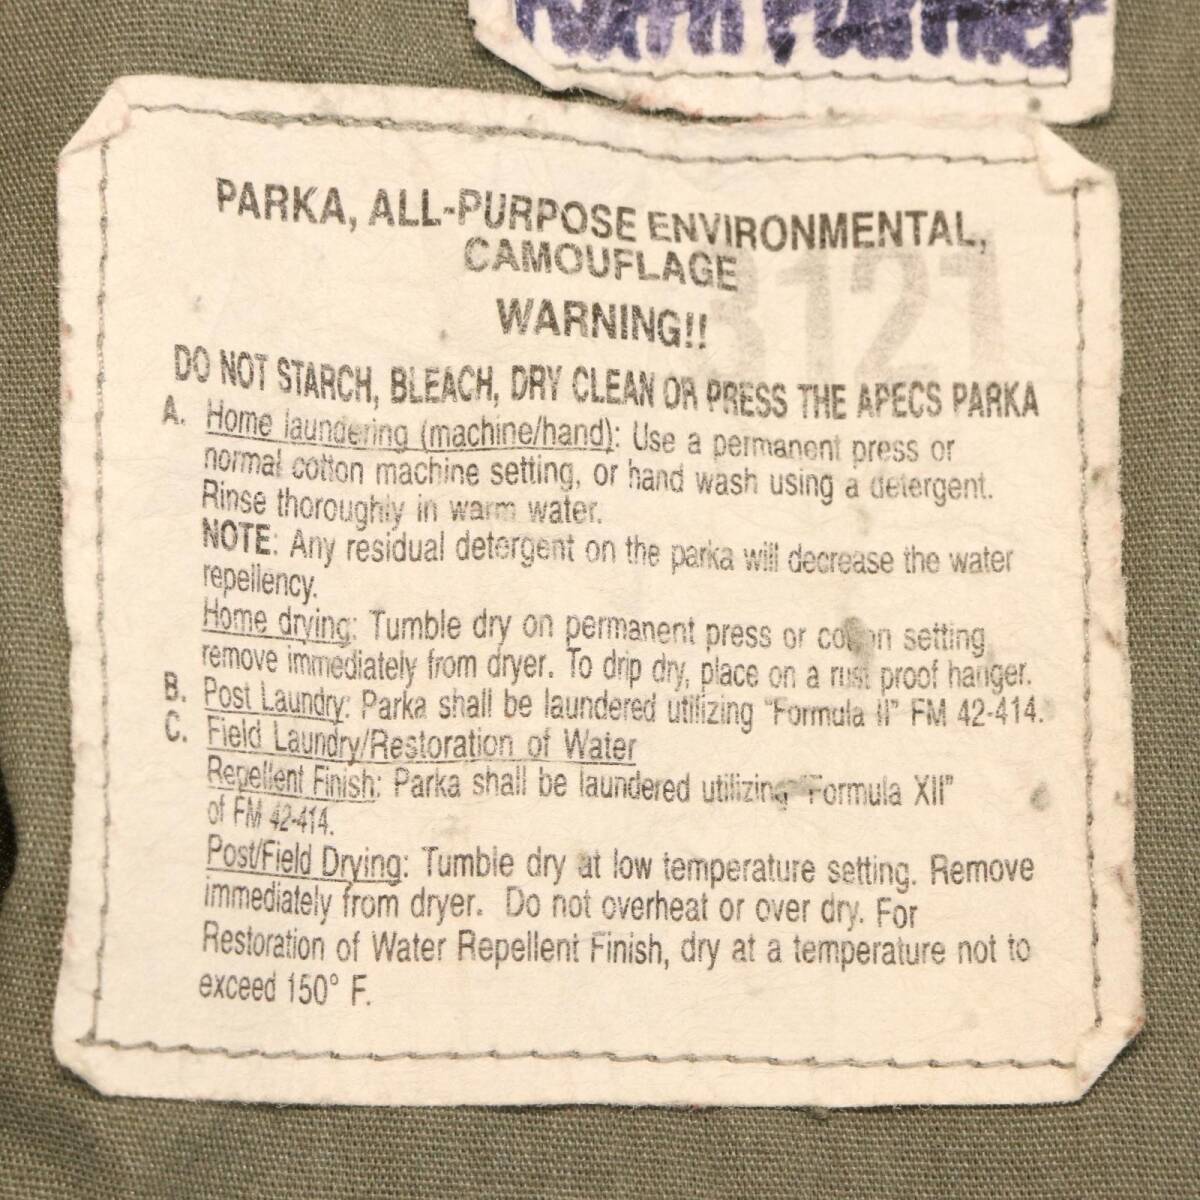 PARKA, ALL-PURPOSE ENVIRONMENTAL,
CAMOUFLAGE
WARNING!!
3121
DO NOT STARCH, BLEACH, DRY CLEAN OR PRESS THE APECS PARKA
A. Home laundering (machine/hand): Use a permanent press or
normal cotton machine setting, or hand wash using a detergent.
Rinse thoroughly in warm water.
NOTE: Any residual detergent on the parka will decrease the water
repellency.
Home drying: Tumble dry on permanent press or cotton setting
remove immediately from dryer. To drip dry, place on a rust proof hanger.
B. Post Laundry: Parka shall be laundered utilizing "Formula II" FM 42-414.
C. Field Laundry/Restoration of Water
Repellent Finish: Parka shall be laundered utilizing "Formula XII"
of FM 42-414.
Post/Field Drying: Tumble dry at low temperature setting. Remove
immediately from dryer. Do not overheat or over dry. For
Restoration of Water Repellent Finish, dry at a temperature not to
exceed 150° F.